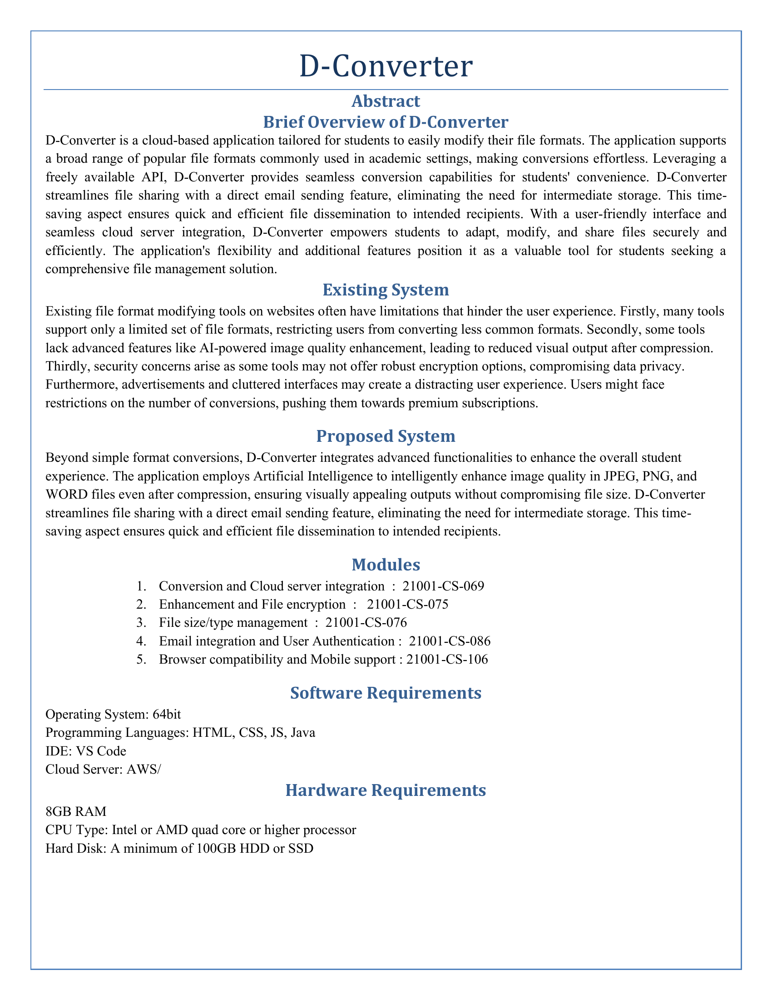 D-Converter
Abstract
Brief Overview of D-Converter
D-Converter is a cloud-based application tailored for students to easily modify their file formats. The application supports
a broad range of popular file formats commonly used in academic settings, making conversions effortless. Leveraging a
freely available API, D-Converter provides seamless conversion capabilities for students' convenience. D-Converter
streamlines file sharing with a direct email sending feature, eliminating the need for intermediate storage. This time-
saving aspect ensures quick and efficient file dissemination to intended recipients. With a user-friendly interface and
seamless cloud server integration, D-Converter empowers students to adapt, modify, and share files securely and
efficiently. The application's flexibility and additional features position it as a valuable tool for students seeking a
comprehensive file management solution.
Existing System
Existing file format modifying tools on websites often have limitations that hinder the user experience. Firstly, many tools
support only a limited set of file formats, restricting users from converting less common formats. Secondly, some tools
lack advanced features like AI-powered image quality enhancement, leading to reduced visual output after compression.
Thirdly, security concerns arise as some tools may not offer robust encryption options, compromising data privacy.
Furthermore, advertisements and cluttered interfaces may create a distracting user experience. Users might face
restrictions on the number of conversions, pushing them towards premium subscriptions.
Proposed System
Beyond simple format conversions, D-Converter integrates advanced functionalities to enhance the overall student
experience. The application employs Artificial Intelligence to intelligently enhance image quality in JPEG, PNG, and
WORD files even after compression, ensuring visually appealing outputs without compromising file size. D-Converter
streamlines file sharing with a direct email sending feature, eliminating the need for intermediate storage. This time-
saving aspect ensures quick and efficient file dissemination to intended recipients.
Modules
1. Conversion and Cloud server integration : 21001-CS-069
2. Enhancement and File encryption : 21001-CS-075
3. File size/type management : 21001-CS-076
4. Email integration and User Authentication : 21001-CS-086
5. Browser compatibility and Mobile support : 21001-CS-106
Software Requirements
Operating System: 64bit
Programming Languages: HTML, CSS, JS, Java
IDE: VS Code
Cloud Server: AWS/
Hardware Requirements
8GB RAM
CPU Type: Intel or AMD quad core or higher processor
Hard Disk: A minimum of 100GB HDD or SSD